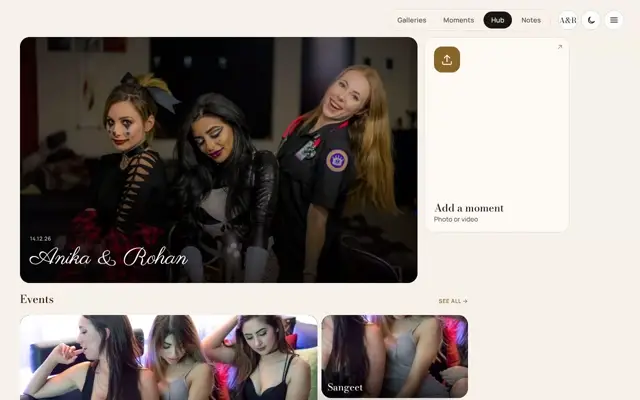 Galleries
Moments
Hub
Notes
A&R
14.12.26
Anika & Rohan
Add a moment
Photo or video
Events
SEE ALL →
Sangeet